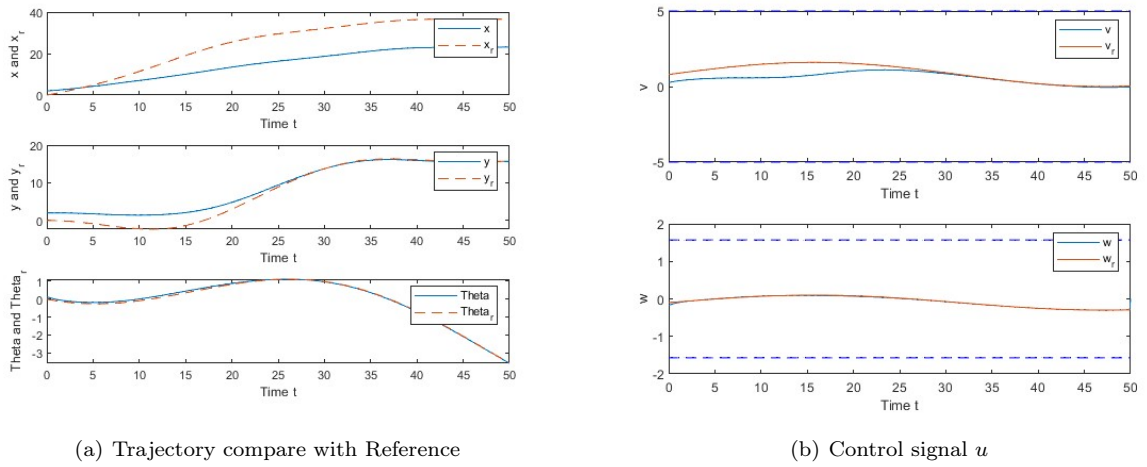 40
20
0
x and x_r
x
x_r
0 5 10 15 20 25 30 35 40 45 50
Time t
20
10
0
y and y_r
y
y_r
0 5 10 15 20 25 30 35 40 45 50
Time t
1
0
-1
-2
-3
Theta and Theta_r
Theta
Theta_r
0 5 10 15 20 25 30 35 40 45 50
Time t
(a) Trajectory compare with Reference
5
0
-5
v
v
v_r
0 5 10 15 20 25 30 35 40 45 50
Time t
2
1
0
-1
-2
w
w
w_r
0 5 10 15 20 25 30 35 40 45 50
Time t
(b) Control signal u